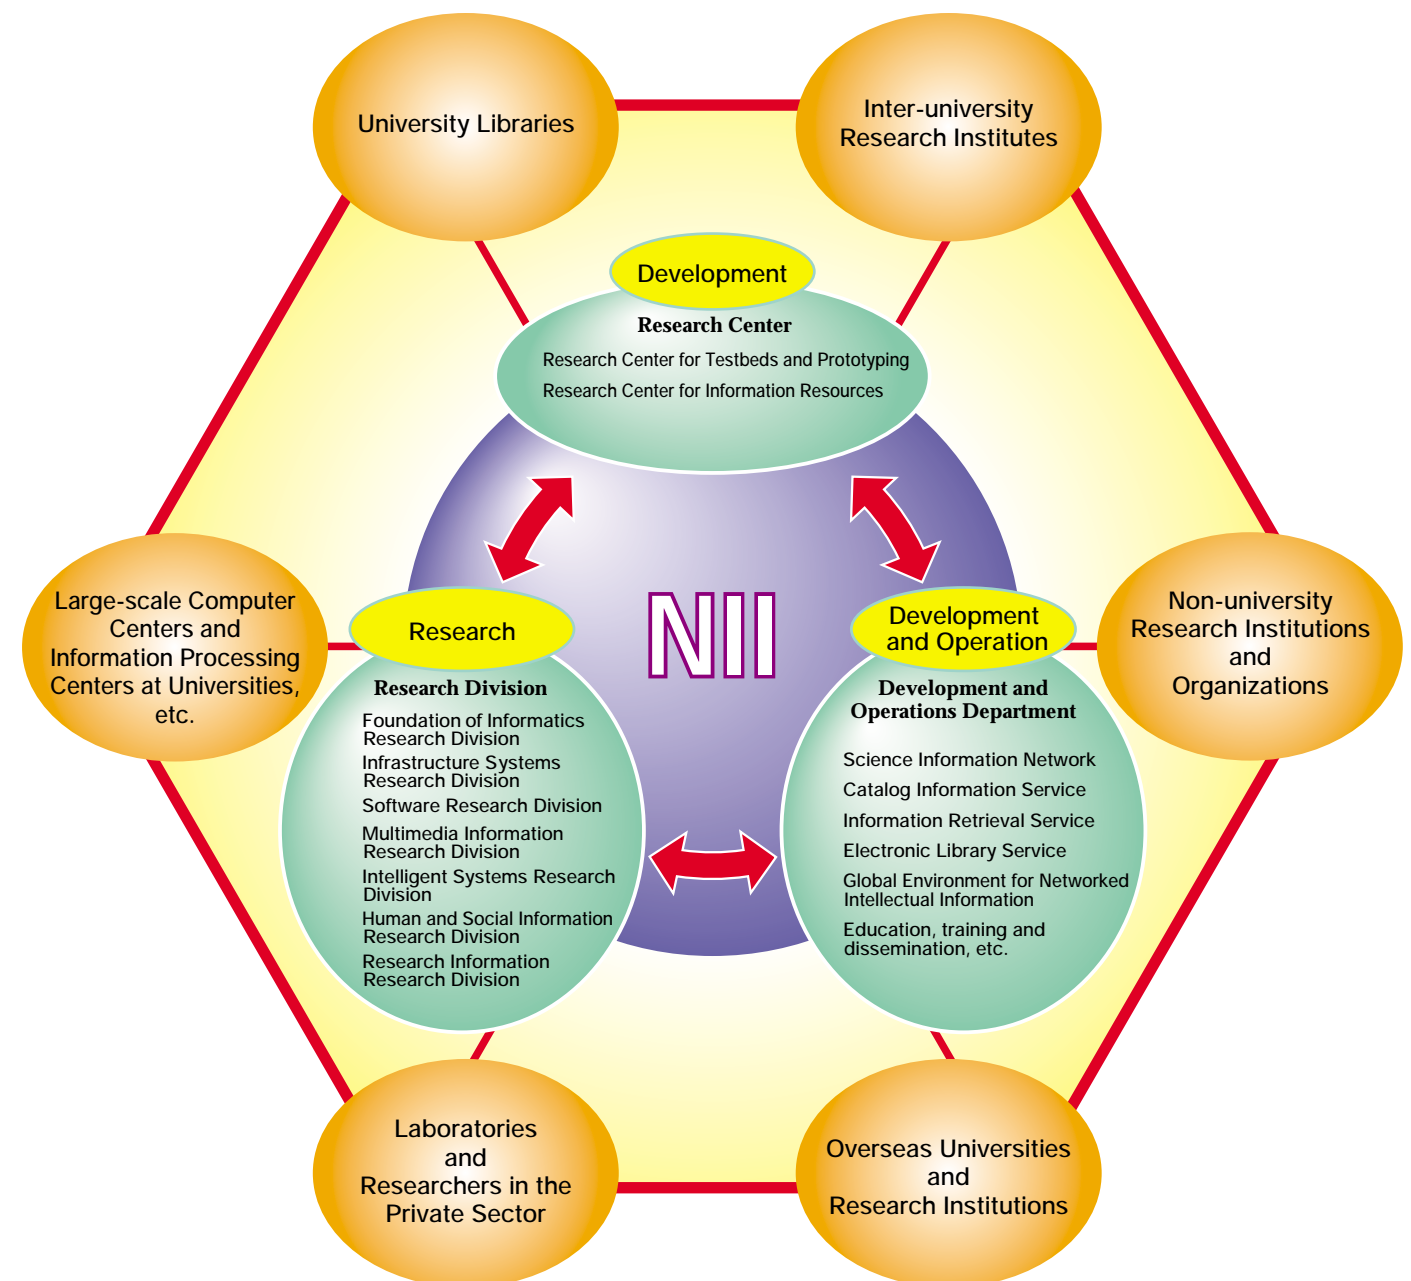 University Libraries
Inter-university
Research Institutes
Development
Research Center
Research Center for Testbeds and Prototyping
Research Center for Information Resources
Large-scale Computer
Centers and
Information Processing
Centers at Universities,
etc.
Research
Research Division
Foundation of Informatics
Research Division
Infrastructure Systems
Research Division
Software Research Division
Multimedia Information
Research Division
Intelligent Systems Research
Division
Human and Social Information
Research Division
Research Information
Research Division
NII
Development
and Operation
Development and
Operations Department
Science Information Network
Catalog Information Service
Information Retrieval Service
Electronic Library Service
Global Environment for Networked
Intellectual Information
Education, training and
dissemination, etc.
Non-university
Research Institutions
and
Organizations
Laboratories
and
Researchers in the
Private Sector
Overseas Universities
and
Research Institutions